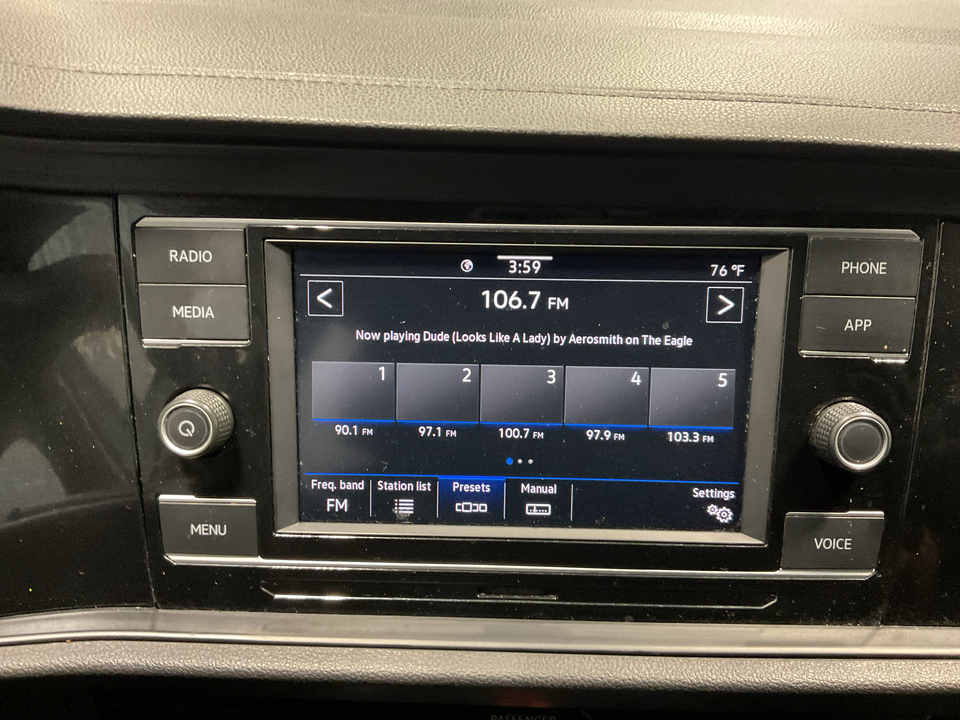 RADIO
MEDIA
MENU
3:59
76 °F
<
106.7 FM
>
Now playing Dude (Looks Like A Lady) by Aerosmith on The Eagle
1 2 3 4 5
90.1 FM 97.1 FM 100.7 FM 97.9 FM 103.3 FM
Freq. band Station list Presets Manual Settings
FM
PHONE
APP
VOICE
PASSENGER